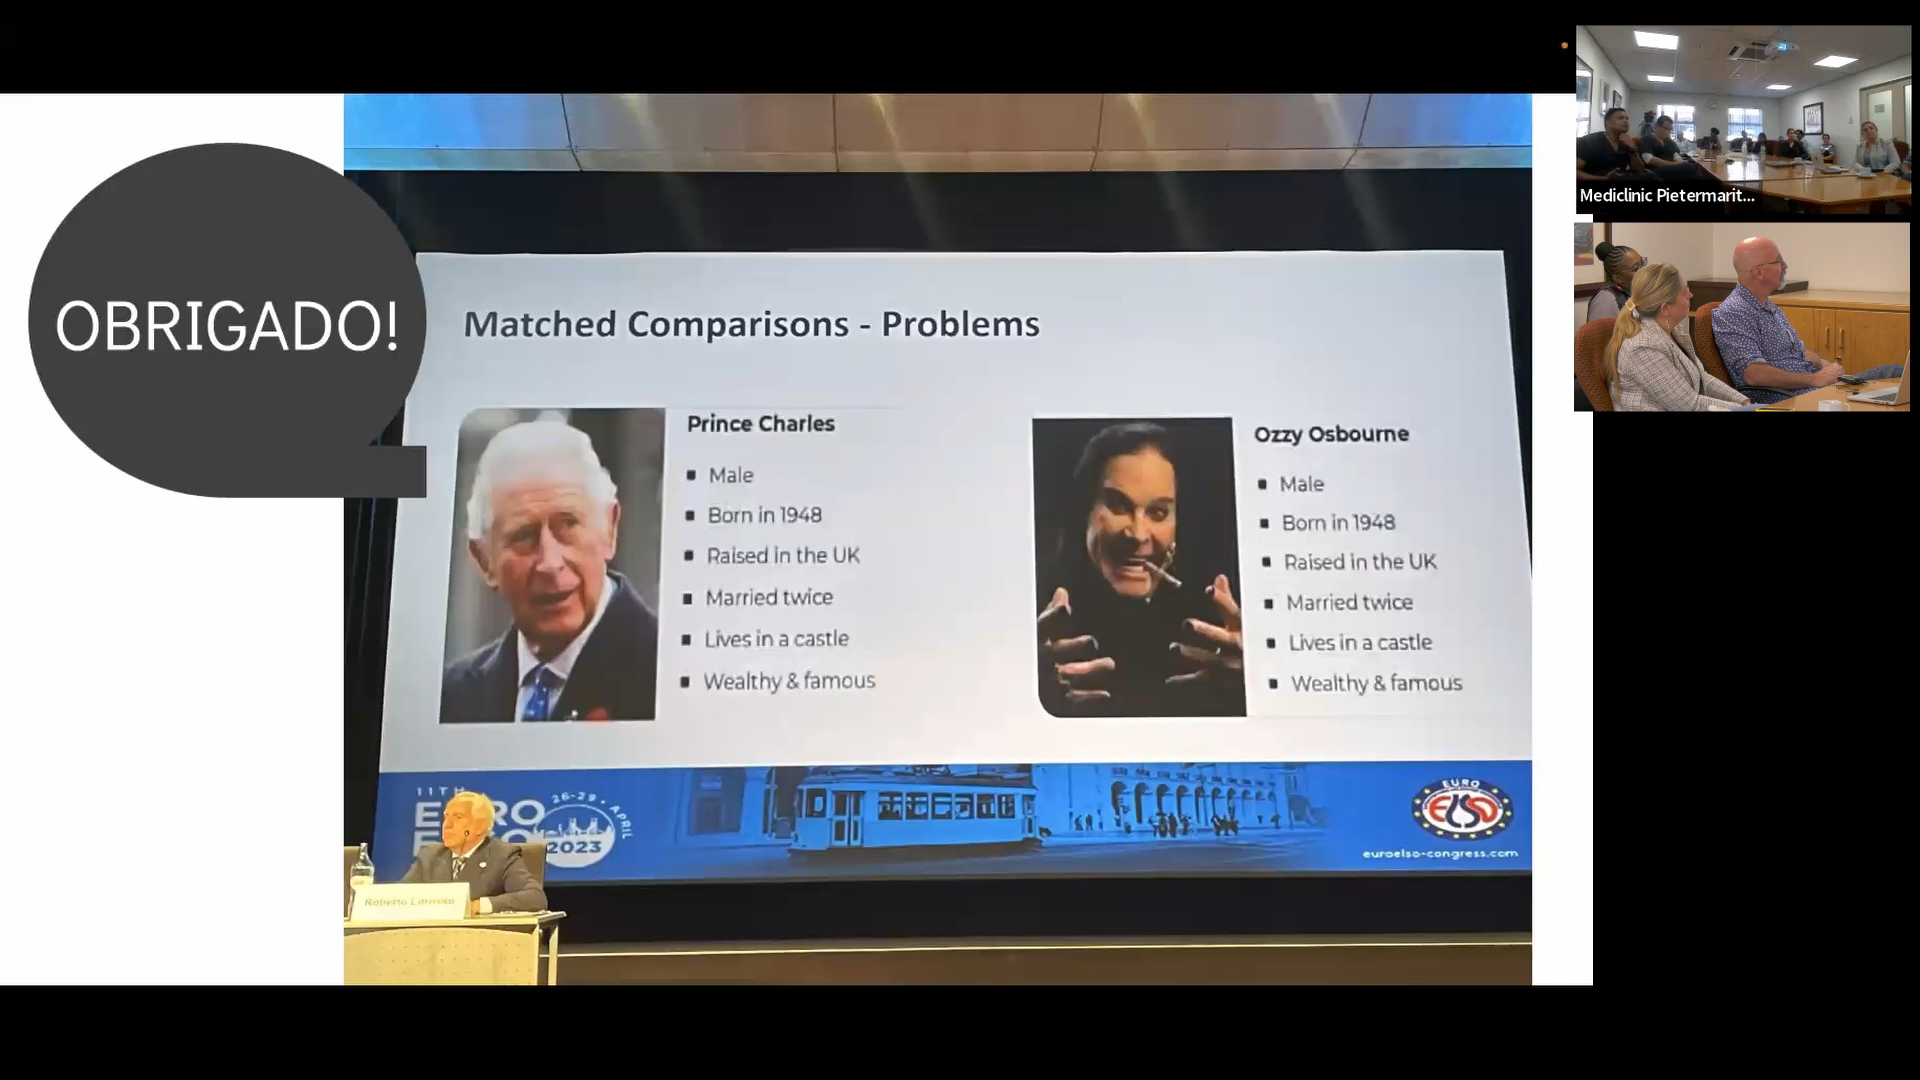 OBRIGADO!
Matched Comparisons - Problems
Prince Charles
Male
Born in 1948
Raised in the UK
Married twice
Lives in a castle
Wealthy & famous
Ozzy Osbourne
Male
Born in 1948
Raised in the UK
Married twice
Lives in a castle
Wealthy & famous
11TH
26-29 • APRIL
2023
EURO
ELSO
euroelso-congress.com
Roberto
Mediclinic Pietermarit...